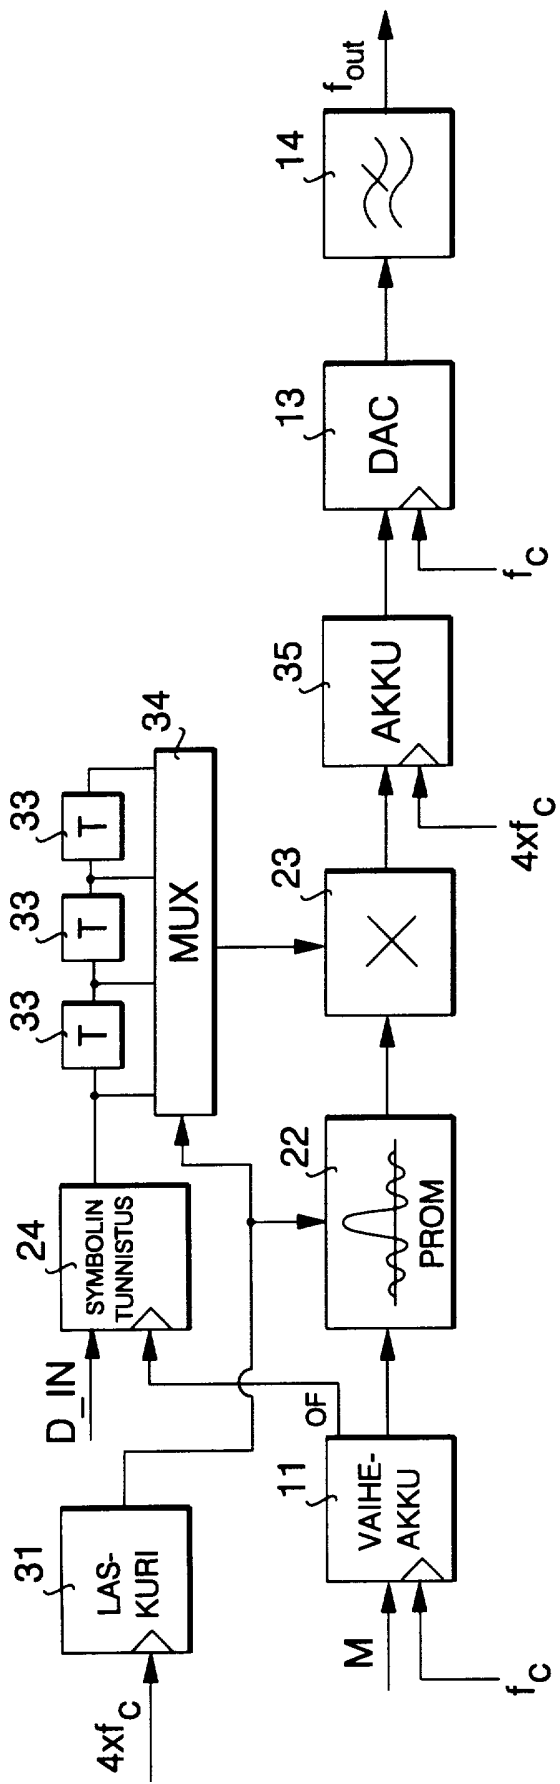 4xfC
31
LAS-
KURI
D_IN
24
SYMBOLIN
TUNNISTUS
33
T
33
T
33
T
34
MUX
M
fC
11
VAIHE-
AKKU
OF
22
PROM
23
4xfC
35
AKKU
fC
13
DAC
14
fout